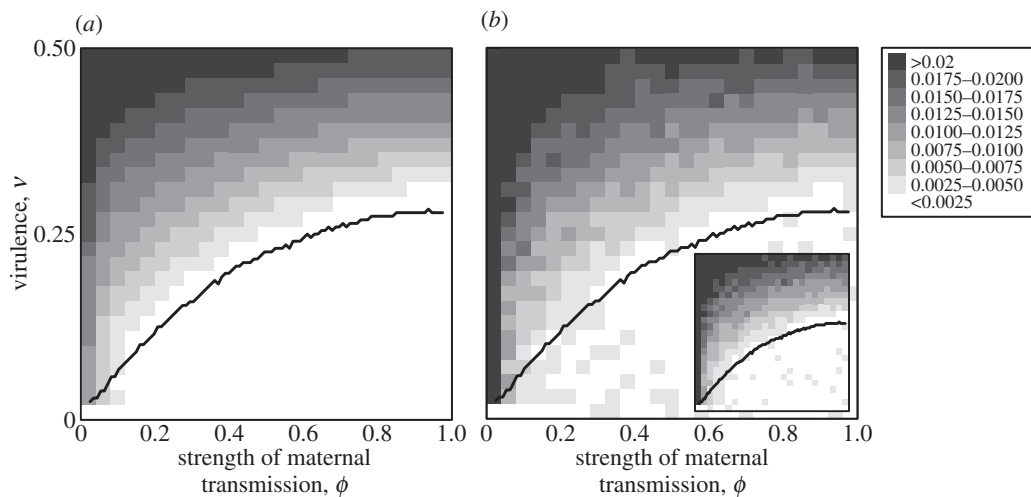 (a)
(b)
0.50
0.25
0
virulence, ν
0 0.2 0.4 0.6 0.8 1.0
strength of maternal
transmission, ϕ
0 0.2 0.4 0.6 0.8 1.0
strength of maternal
transmission, ϕ
>0.02
0.0175–0.0200
0.0150–0.0175
0.0125–0.0150
0.0100–0.0125
0.0075–0.0100
0.0050–0.0075
0.0025–0.0050
<0.0025